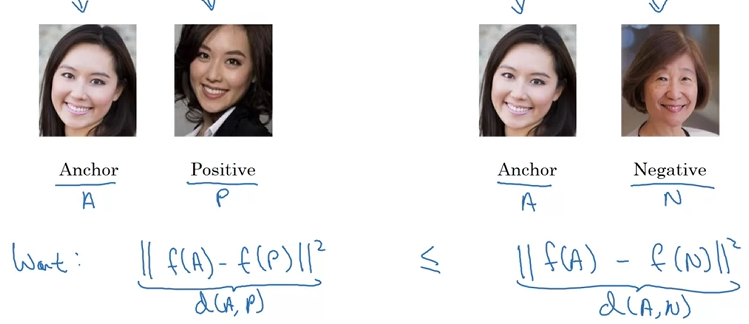 Anchor Positive Anchor Negative
A P A N
Want: || f(A) - f(P) ||² ≤ || f(A) - f(N) ||²
d(A, P) d(A, N)